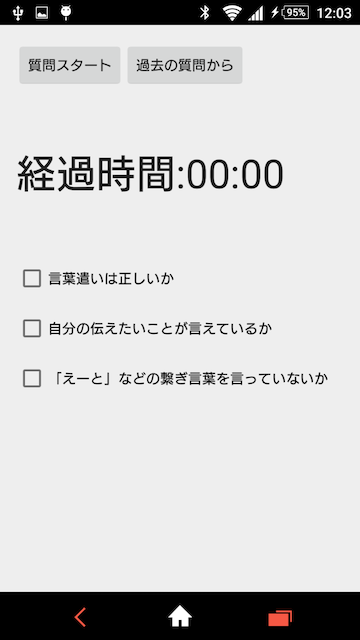 95% 12:03
質問スタート 過去の質問から
経過時間:00:00
言葉遣いは正しいか
自分の伝えたいことが言えているか
「えーと」などの繋ぎ言葉を言っていないか